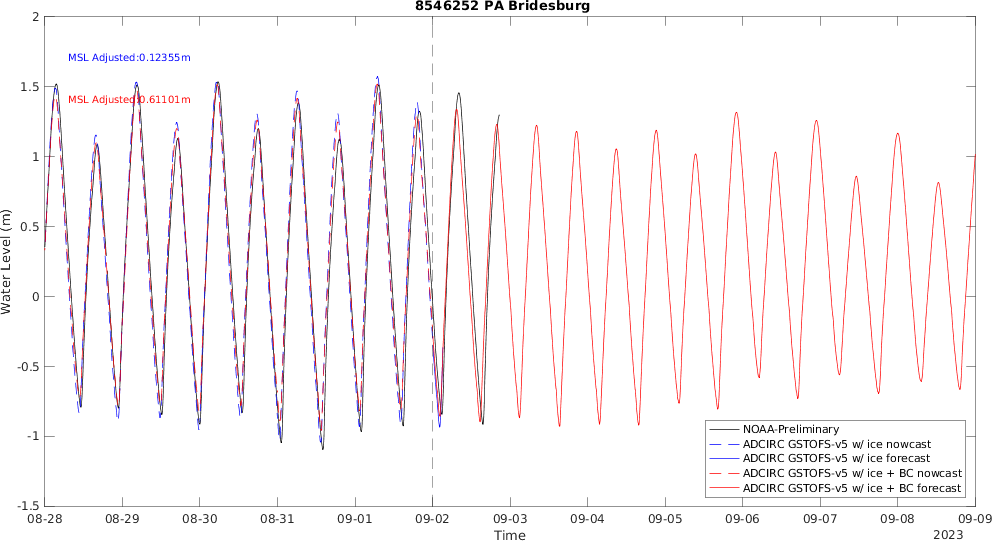 8546252 PA Bridesburg
MSL Adjusted:0.12355m
MSL Adjusted:0.61101m
Water Level (m)
2
1.5
1
0.5
0
-0.5
-1
-1.5
NOAA-Preliminary
ADCIRC GSTOFS-v5 w/ ice nowcast
ADCIRC GSTOFS-v5 w/ ice forecast
ADCIRC GSTOFS-v5 w/ ice + BC nowcast
ADCIRC GSTOFS-v5 w/ ice + BC forecast
08-28 08-29 08-30 08-31 09-01 09-02 09-03 09-04 09-05 09-06 09-07 09-08 09-09
Time
2023